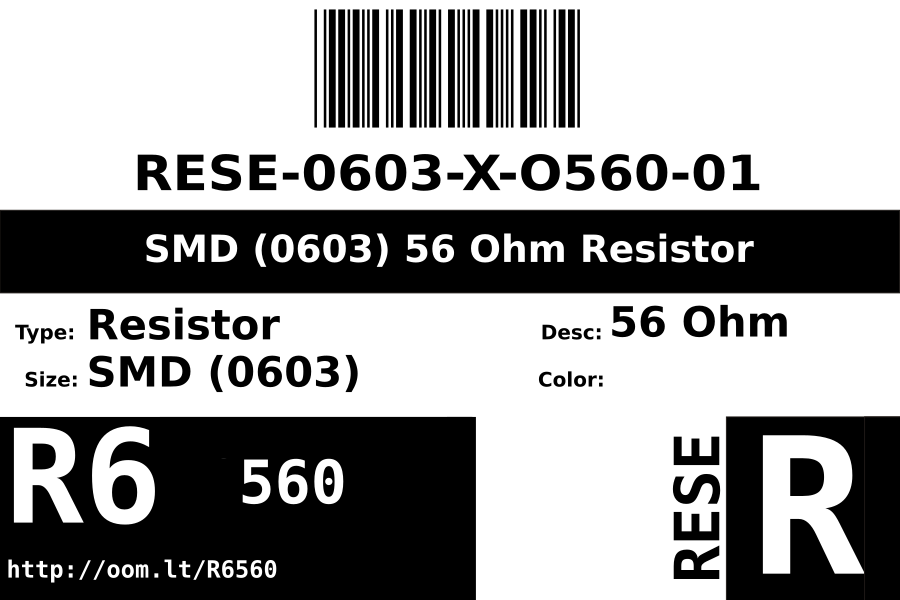 RESE-0603-X-O560-01
SMD (0603) 56 Ohm Resistor
Type: Resistor
Desc: 56 Ohm
Size: SMD (0603)
Color:
R6 560
http://oom.lt/R6560
RESE
R